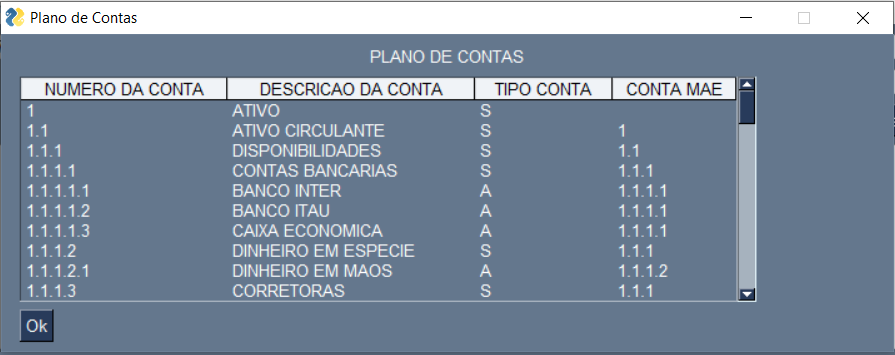 Plano de Contas
PLANO DE CONTAS
NUMERO DA CONTA DESCRICAO DA CONTA TIPO CONTA CONTA MAE
1 ATIVO S
1.1 ATIVO CIRCULANTE S 1
1.1.1 DISPONIBILIDADES S 1.1
1.1.1.1 CONTAS BANCARIAS S 1.1.1
1.1.1.1.1 BANCO INTER A 1.1.1.1
1.1.1.1.2 BANCO ITAU A 1.1.1.1
1.1.1.1.3 CAIXA ECONOMICA A 1.1.1.1
1.1.1.2 DINHEIRO EM ESPECIE S 1.1.1
1.1.1.2.1 DINHEIRO EM MAOS A 1.1.1.2
1.1.1.3 CORRETORAS S 1.1.1
Ok